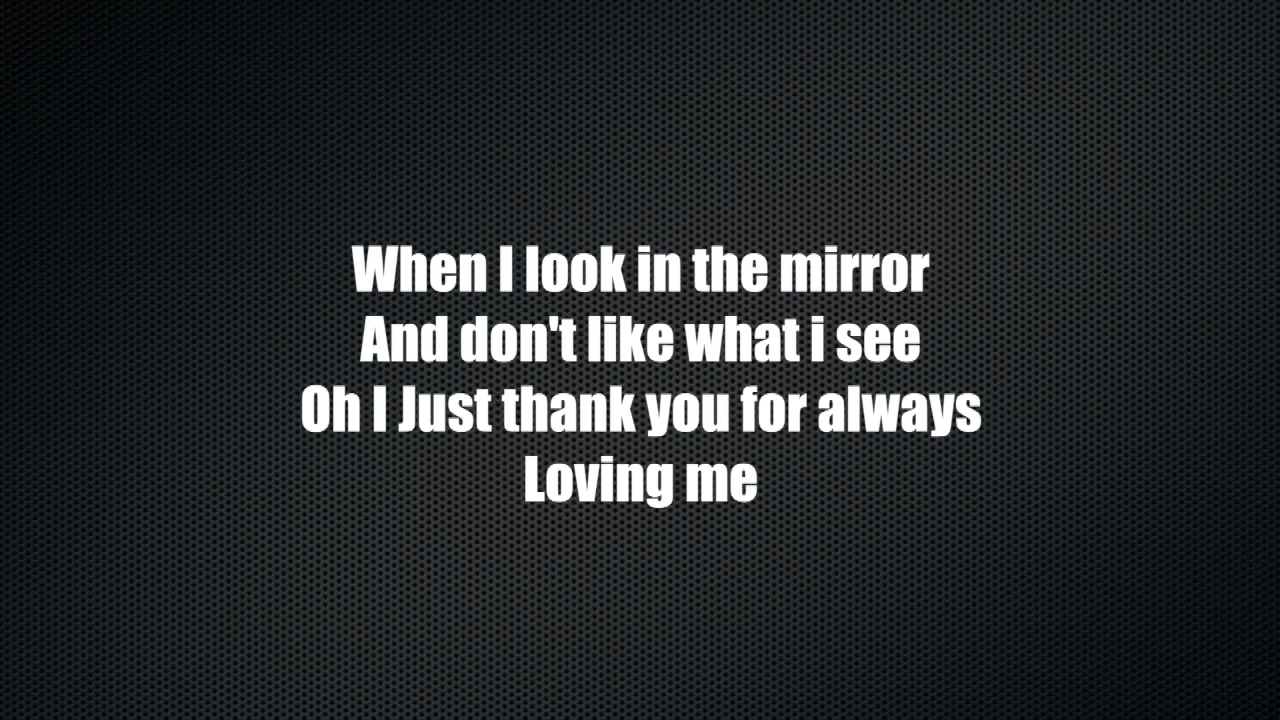 When I look in the mirror
And don't like what i see
Oh I Just thank you for always
Loving me